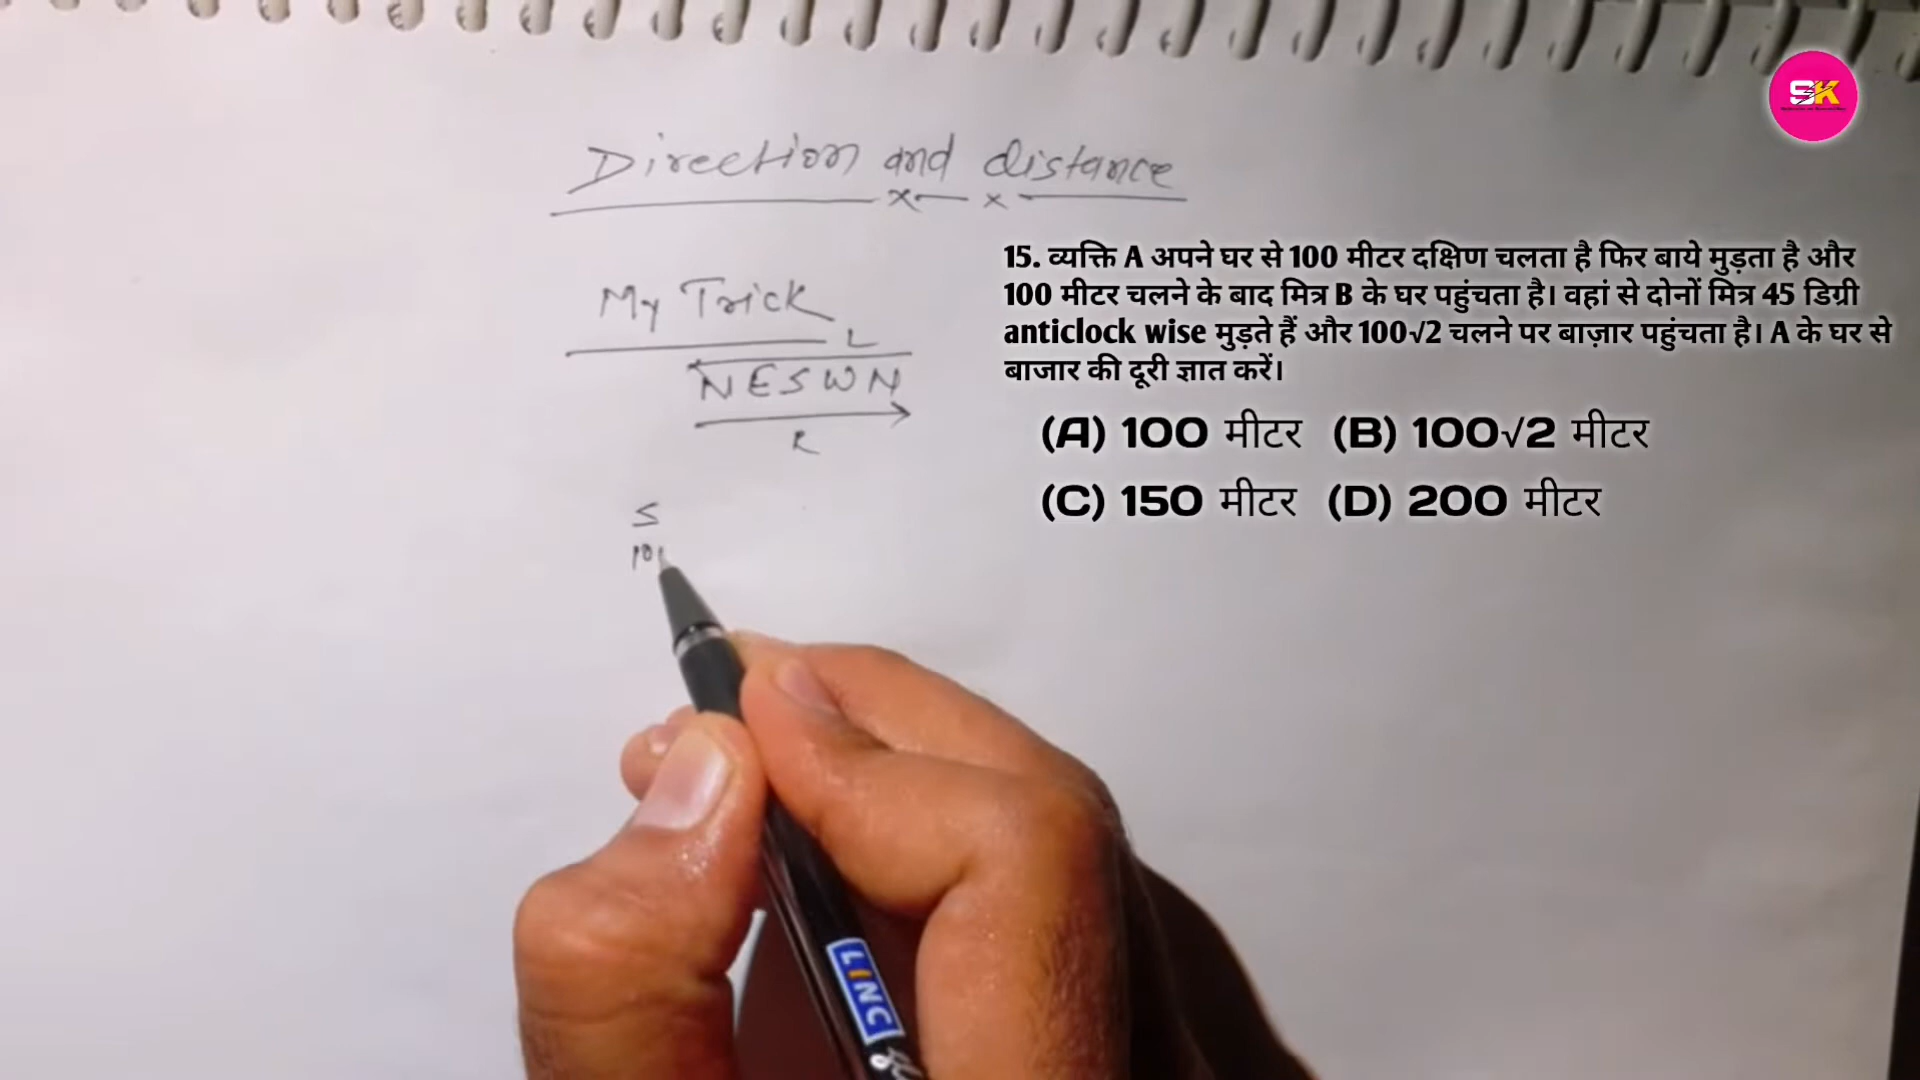 SK
Direction and distance
x x
15. व्यक्ति A अपने घर से 100 मीटर दक्षिण चलता है फिर बाये मुड़ता है और
100 मीटर चलने के बाद मित्र B के घर पहुंचता है। वहां से दोनों मित्र 45 डिग्री
anticlock wise मुड़ते हैं और 100√2 चलने पर बाज़ार पहुंचता है। A के घर से
बाजार की दूरी ज्ञात करें।
My Trick
L
NESWN
R
(A) 100 मीटर (B) 100√2 मीटर
(C) 150 मीटर (D) 200 मीटर
S
LINC